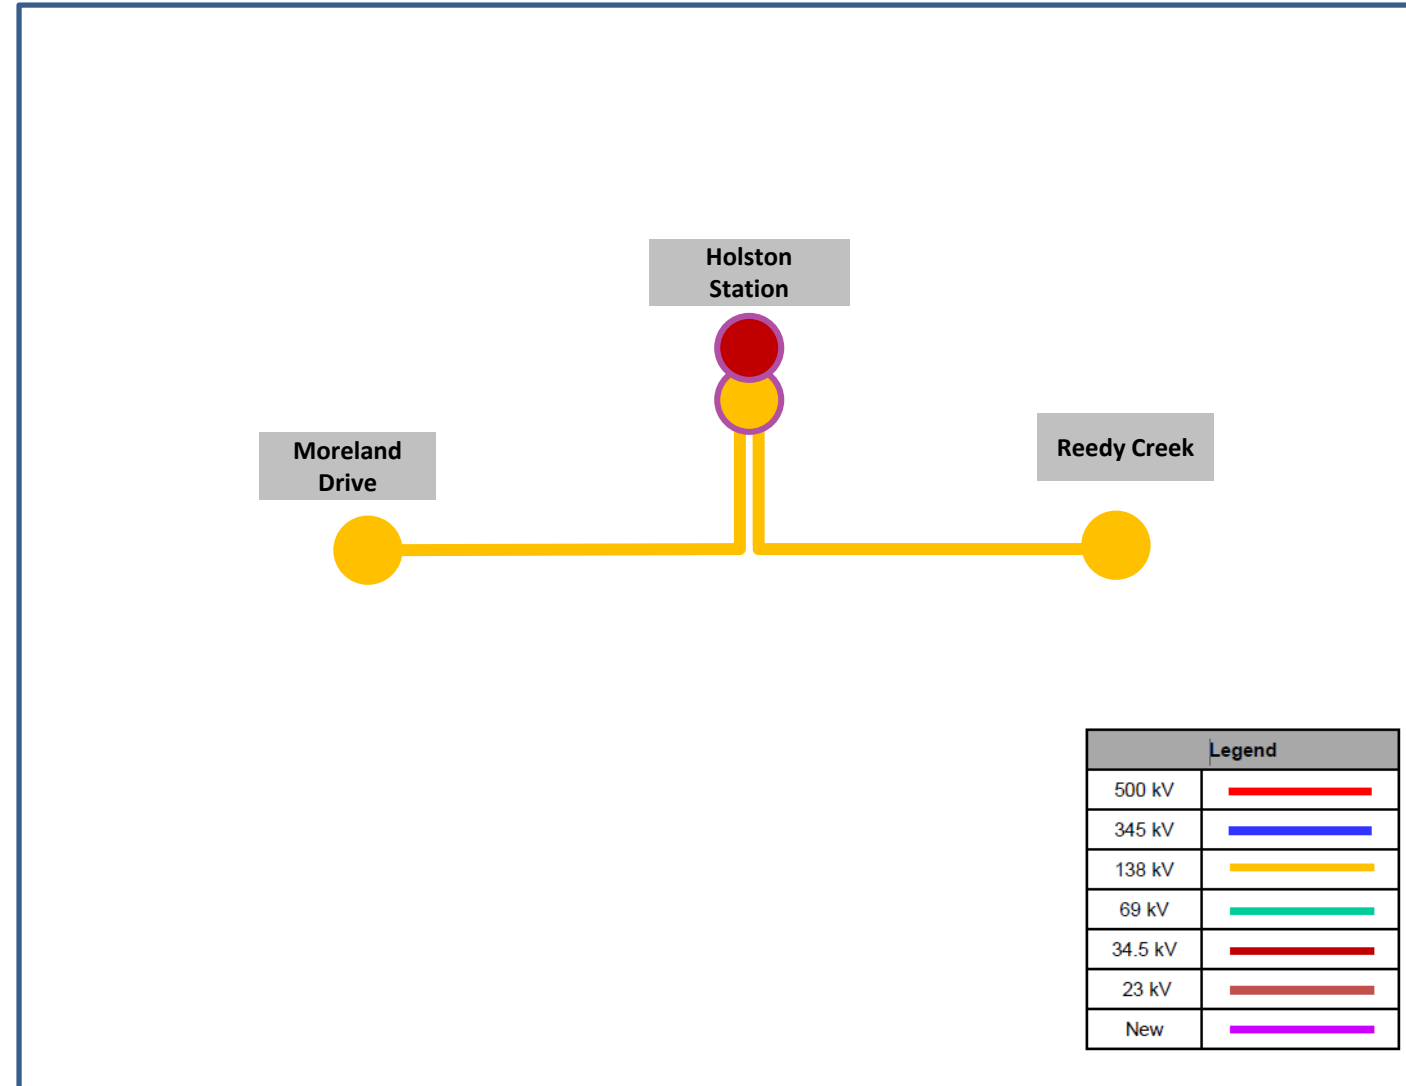 Holston
Station
Moreland
Drive
Reedy Creek
Legend
500 kV
345 kV
138 kV
69 kV
34.5 kV
23 kV
New